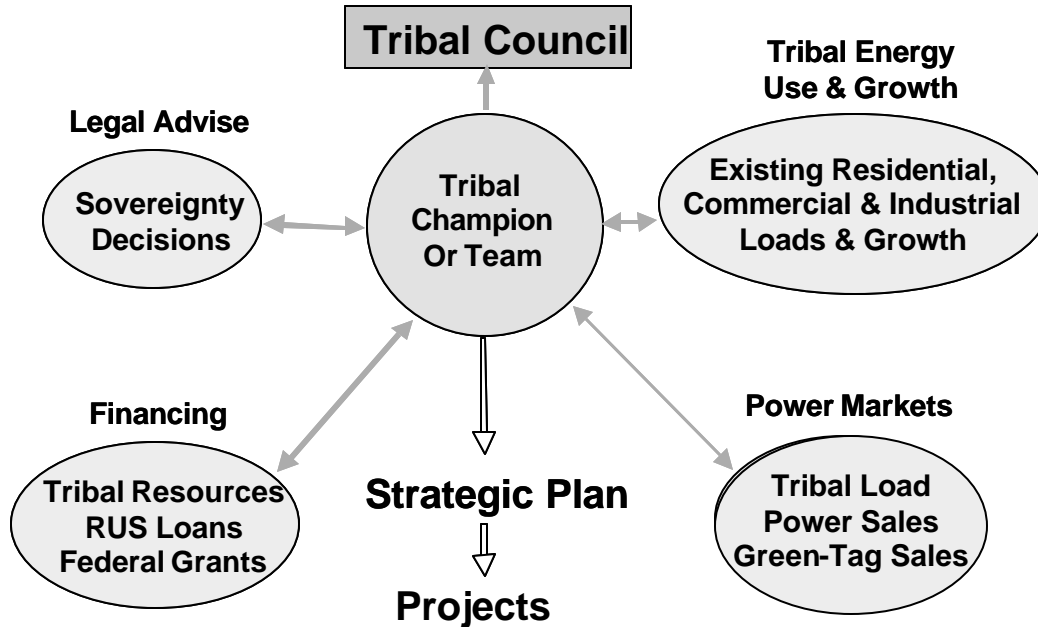 Tribal Council
Tribal Energy
Use & Growth
Legal Advise
Sovereignty
Decisions
Tribal
Champion
Or Team
Existing Residential,
Commercial & Industrial
Loads & Growth
Financing
Tribal Resources
RUS Loans
Federal Grants
Strategic Plan
Projects
Power Markets
Tribal Load
Power Sales
Green-Tag Sales